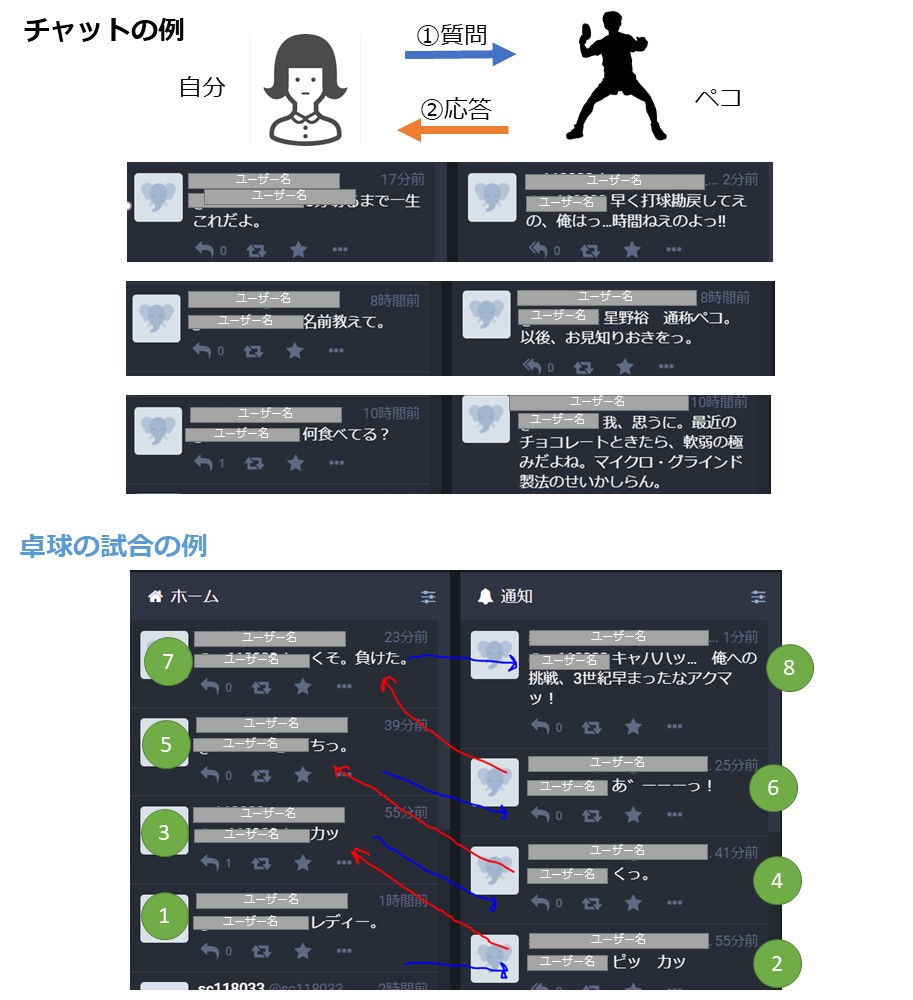 チャットの例
①質問
自分
ペコ
②応答
ユーザー名 17分前
ユーザー名 まで一生
これだよ。
0
ユーザー名 2分前
ユーザー名 早く打球勘戻してえ
の、俺はっ…時間ねえのよっ!!
0
ユーザー名 8時間前
ユーザー名 名前教えて。
0
ユーザー名 8時間前
ユーザー名 星野裕 通称ペコ。
以後、お見知りおきをっ。
0
ユーザー名 10時間前
ユーザー名 何食べてる？
1
ユーザー名 10時間前
ユーザー名 我、思うに。最近の
チョコレートときたら、軟弱の極
みだよね。マイクロ・グラインド
製法のせいかしらん。
卓球の試合の例
ホーム
7
ユーザー名 23分前
ユーザー名 くそ。負けた。
0
5
ユーザー名 39分前
ユーザー名 ちっ。
0
3
ユーザー名 55分前
ユーザー名 カッ
1
1
ユーザー名 1時間前
ユーザー名 レディー。
0
sc118033 @sc118033 2時間前
通知
8
ユーザー名 … 1分前
ユーザー名 キャハハッ… 俺への
挑戦、3世紀早まったなアクマ
ッ！
0
6
ユーザー名 25分前
ユーザー名 あ゛ーーーっ！
0
4
ユーザー名 41分前
ユーザー名 くっ。
0
2
ユーザー名 55分前
ユーザー名 ピッ カッ